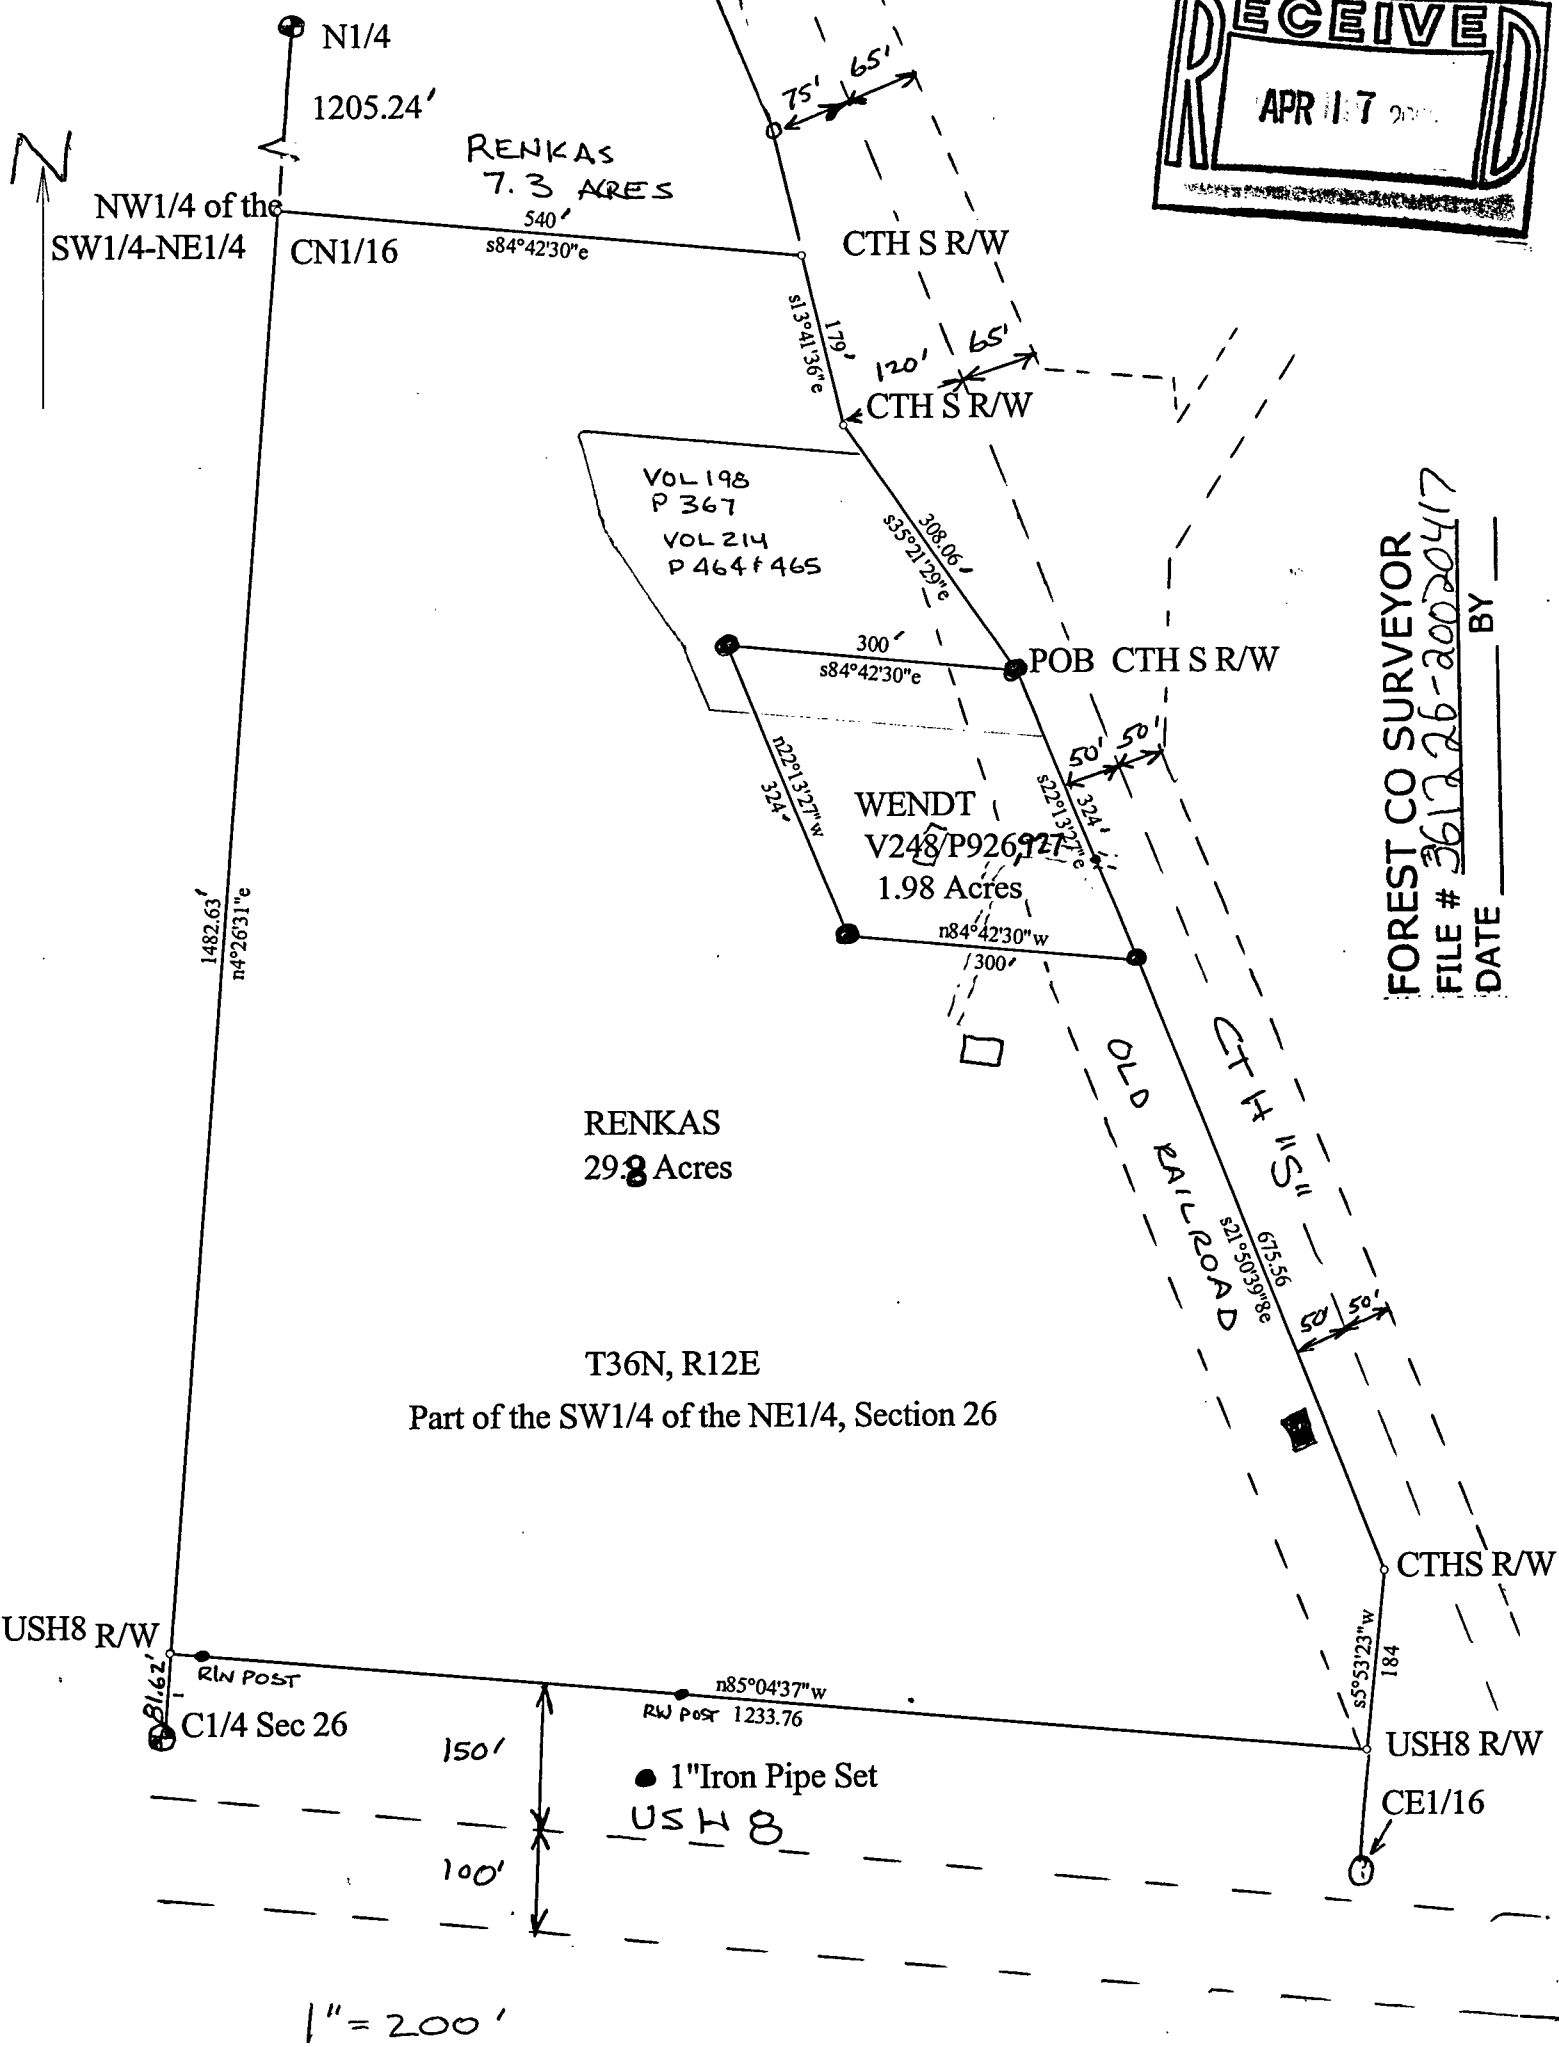 N1/4
1205.24'
N
RENKAS
7.3 ACRES
75'
65'
RECEIVED
APR 17
NW1/4 of the
SW1/4-NE1/4
CN1/16
540'
s84°42'30"e
CTH S R/W
179'
s13°41'36"e
120'
65'
CTH S R/W
VOL 198
P 367
VOL 214
P 464 & 465
308.06'
s35°21'29"e
300'
s84°42'30"e
POB CTH S R/W
50'
50'
n22°13'27"w
324'
324'
s22°13'27"e
WENDT
V248/P926,927
1.98 Acres
n84°42'30"w
300'
1482.63'
n4°26'31"e
FOREST CO SURVEYOR
FILE # 361226-20020417
DATE BY
OLD RAILROAD
CTH "S"
RENKAS
29.8 Acres
675.56
s21°50'39"8e
50'
50'
T36N, R12E
Part of the SW1/4 of the NE1/4, Section 26
CTHS R/W
s5°53'23"w
184
USH8 R/W
81.62'
R/W POST
C1/4 Sec 26
n85°04'37"w
RW POST 1233.76
USH8 R/W
CE1/16
150'
1"Iron Pipe Set
USH 8
100'
1" = 200'